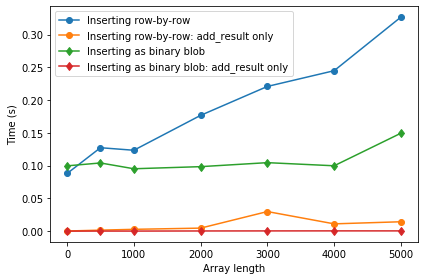 Inserting row-by-row
Inserting row-by-row: add_result only
Inserting as binary blob
Inserting as binary blob: add_result only
0.30
0.25
0.20
0.15
0.10
0.05
0.00
Time (s)
0 1000 2000 3000 4000 5000
Array length